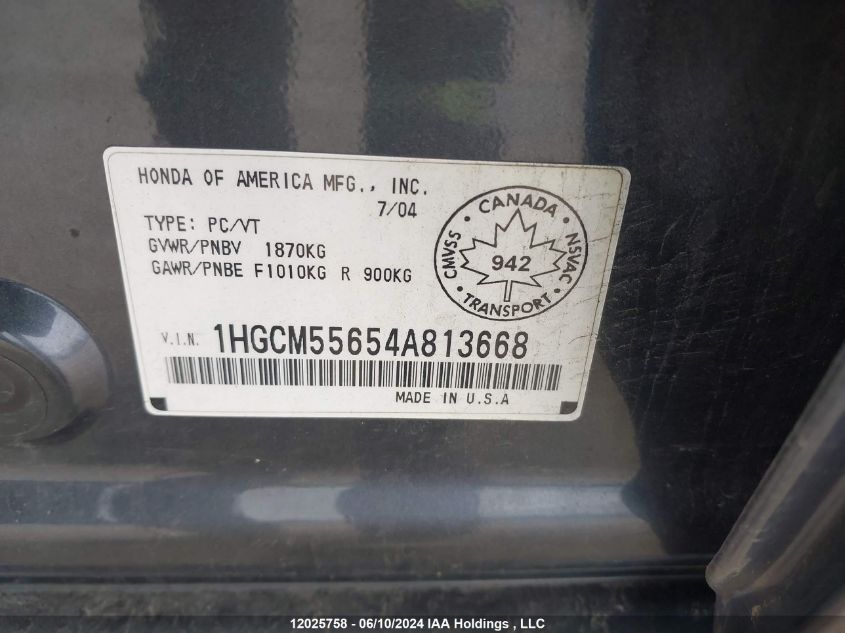 HONDA OF AMERICA MFG., INC.
7/04
TYPE: PC/VT
GVWR/PNBV 1870KG
GAWR/PNBE F1010KG R 900KG
CANADA
CMVSS
942
NSVAC
TRANSPORT
V.I.N. 1HGCM55654A813668
MADE IN U.S.A
12025758 - 06/10/2024 IAA Holdings , LLC